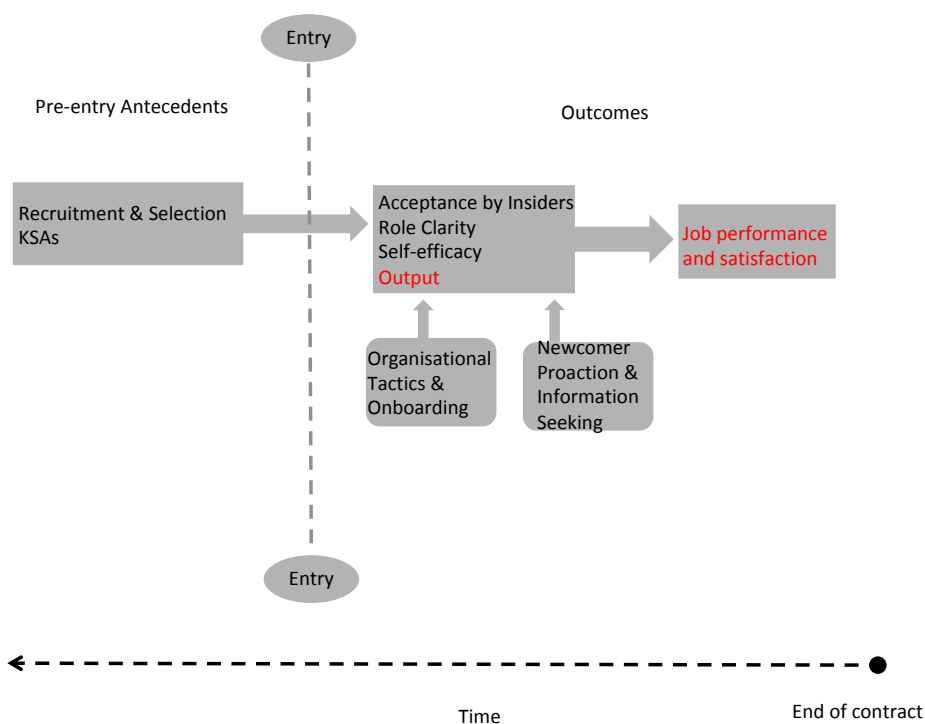 Entry
Pre-entry Antecedents
Outcomes
Recruitment & Selection
KSAs
Acceptance by Insiders
Role Clarity
Self-efficacy
Output
Job performance
and satisfaction
Organisational
Tactics &
Onboarding
Newcomer
Proaction &
Information
Seeking
Entry
Time
End of contract